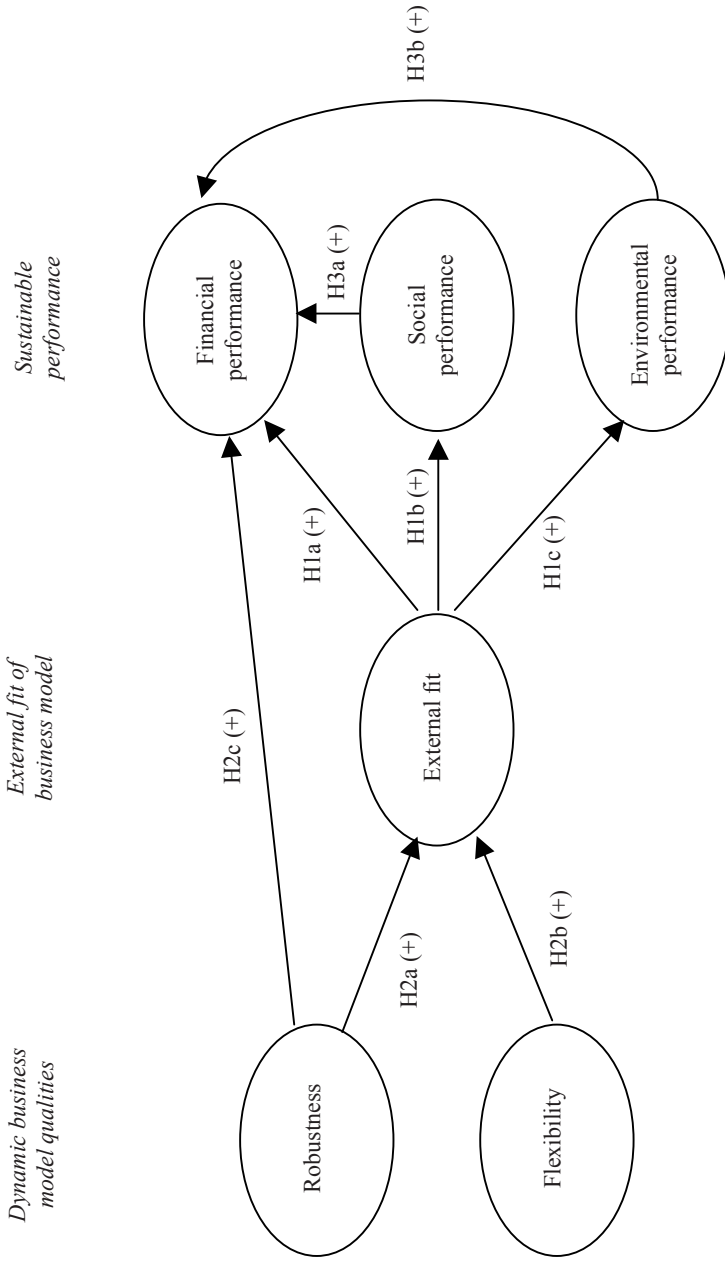 Dynamic business
model qualities
External fit of
business model
Sustainable
performance
Robustness
Flexibility
H2c (+)
H2a (+)
H2b (+)
External fit
H1a (+)
H1b (+)
H1c (+)
Financial
performance
H3a (+)
Social
performance
Environmental
performance
H3b (+)